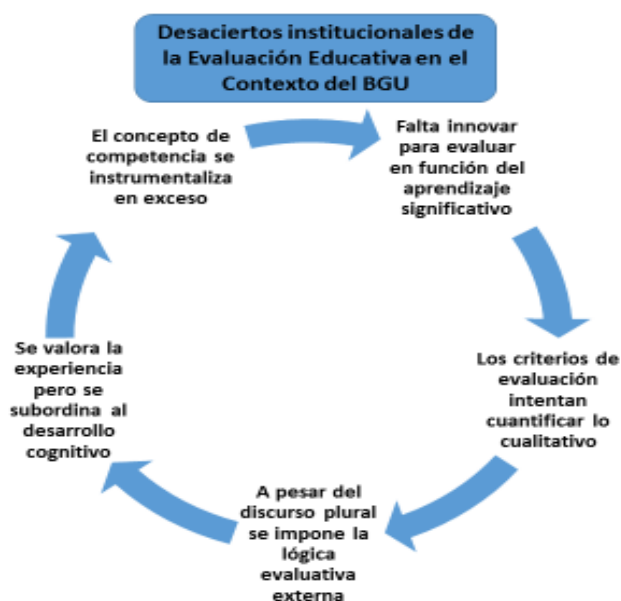 Desaciertos institucionales de
la Evaluación Educativa en el
Contexto del BGU
Falta innovar
para evaluar
en función del
aprendizaje
significativo
Los criterios de
evaluación
intentan
cuantificar lo
cualitativo
A pesar del
discurso plural
se impone la
lógica
evaluativa
externa
Se valora la
experiencia
pero se
subordina al
desarrollo
cognitivo
El concepto de
competencia se
instrumentaliza
en exceso